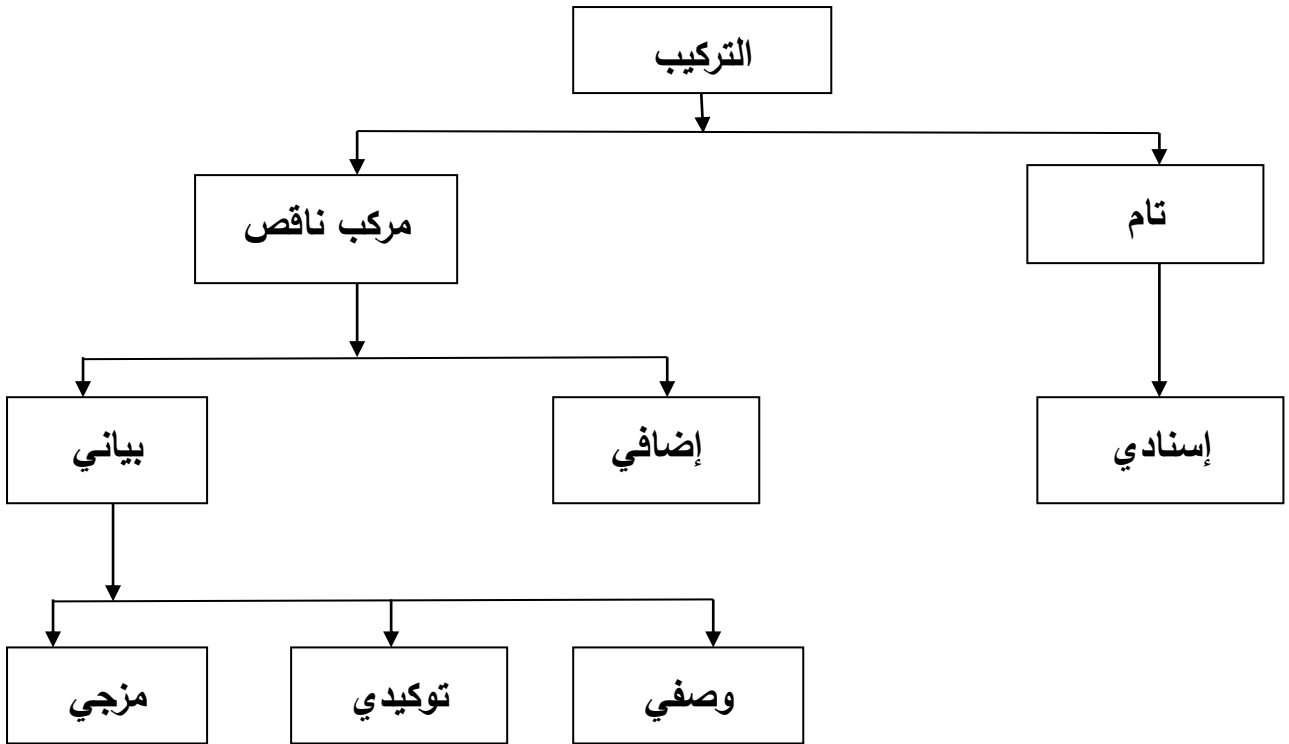 التركيب
تام
مركب ناقص
إسنادي
إضافي
بياني
وصفي
توكيدي
مزجي